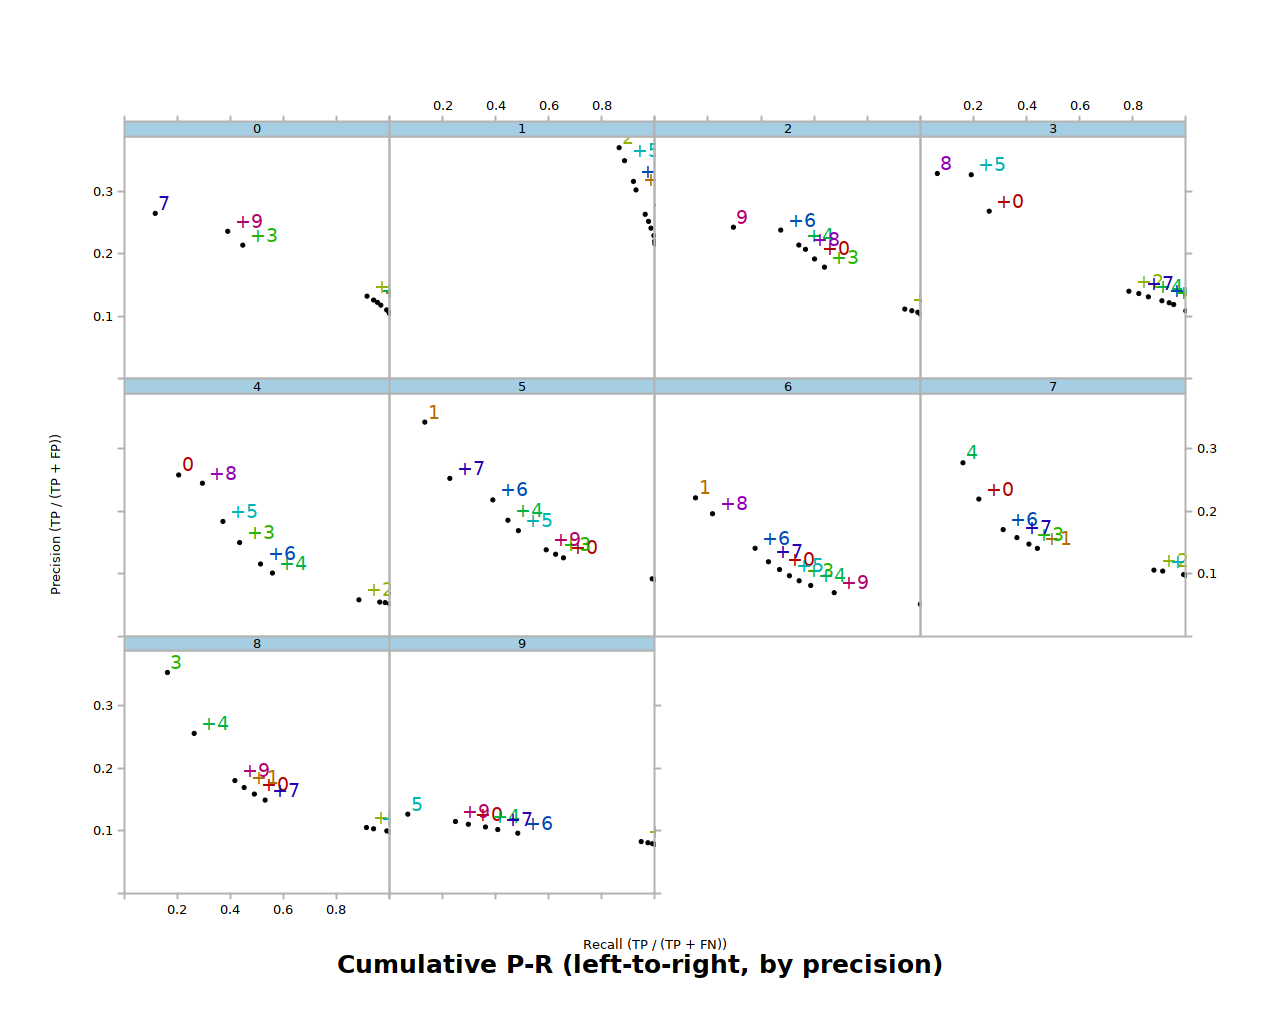 0.2 0.4 0.6 0.8 0.2 0.4 0.6 0.8
0 1 2 3
0.3
0.2
0.1
7 +9 +3
+5
9 +6 +4 +8 +0 +3
8 +5 +0
+7 +4
4 5 6 7
0 +8 +5 +3 +6 +4 +2
1 +7 +6 +4 +5 +9 +3 +0
1 +8 +6 +7 +0 +5 +3 +4 +9
4 +0 +6 +7 +3 +1 +2
0.3
0.2
0.1
8 9
0.3
0.2
0.1
3 +4 +9 +1 +0 +7
5 +9 +0 +4 +7 +6
0.2 0.4 0.6 0.8
Precision (TP / (TP + FP))
Recall (TP / (TP + FN))
Cumulative P-R (left-to-right, by precision)